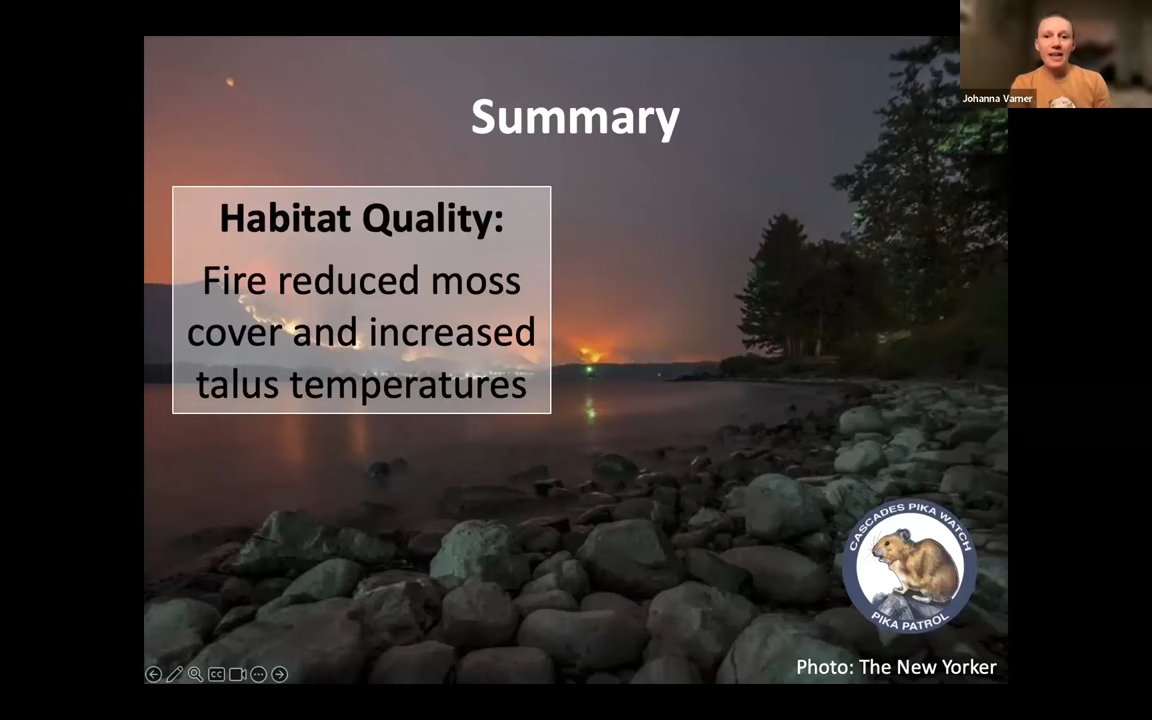 Summary
Habitat Quality:
Fire reduced moss
cover and increased
talus temperatures
Johanna Varner
CASCADES PIKA WATCH
PIKA PATROL
Photo: The New Yorker
CC